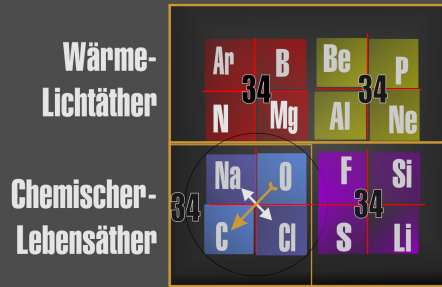 Wärme-
Lichtäther
Ar B Be P
34 34
N Mg Al Ne
Chemischer-
Lebensäther
Na O F Si
34 34
C Cl S Li